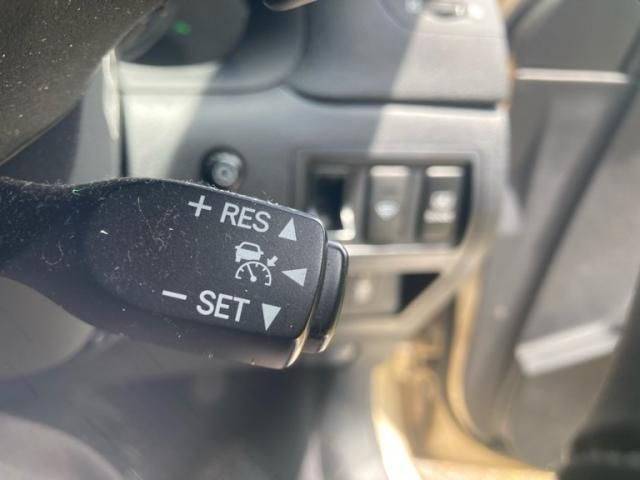 + RES
− SET